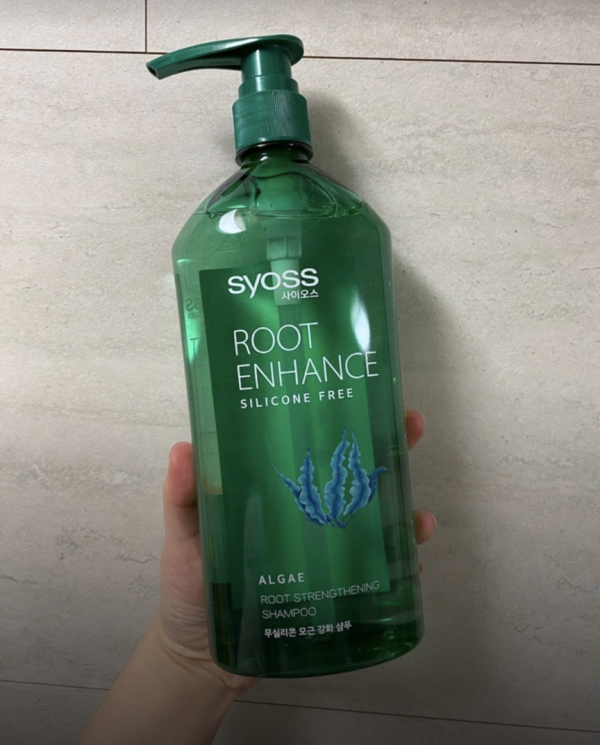 syoss
사이오스
ROOT
ENHANCE
SILICONE FREE
ALGAE
ROOT STRENGTHENING
SHAMPOO
무실리콘 모근 강화 샴푸